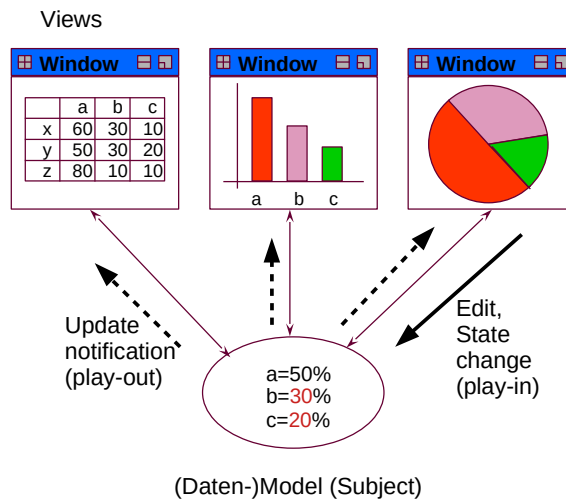 Views
Window
Window
Window
a b c
x 60 30 10
y 50 30 20
z 80 10 10
a b c
Update
notification
(play-out)
Edit,
State
change
(play-in)
a=50%
b=30%
c=20%
(Daten-)Model (Subject)